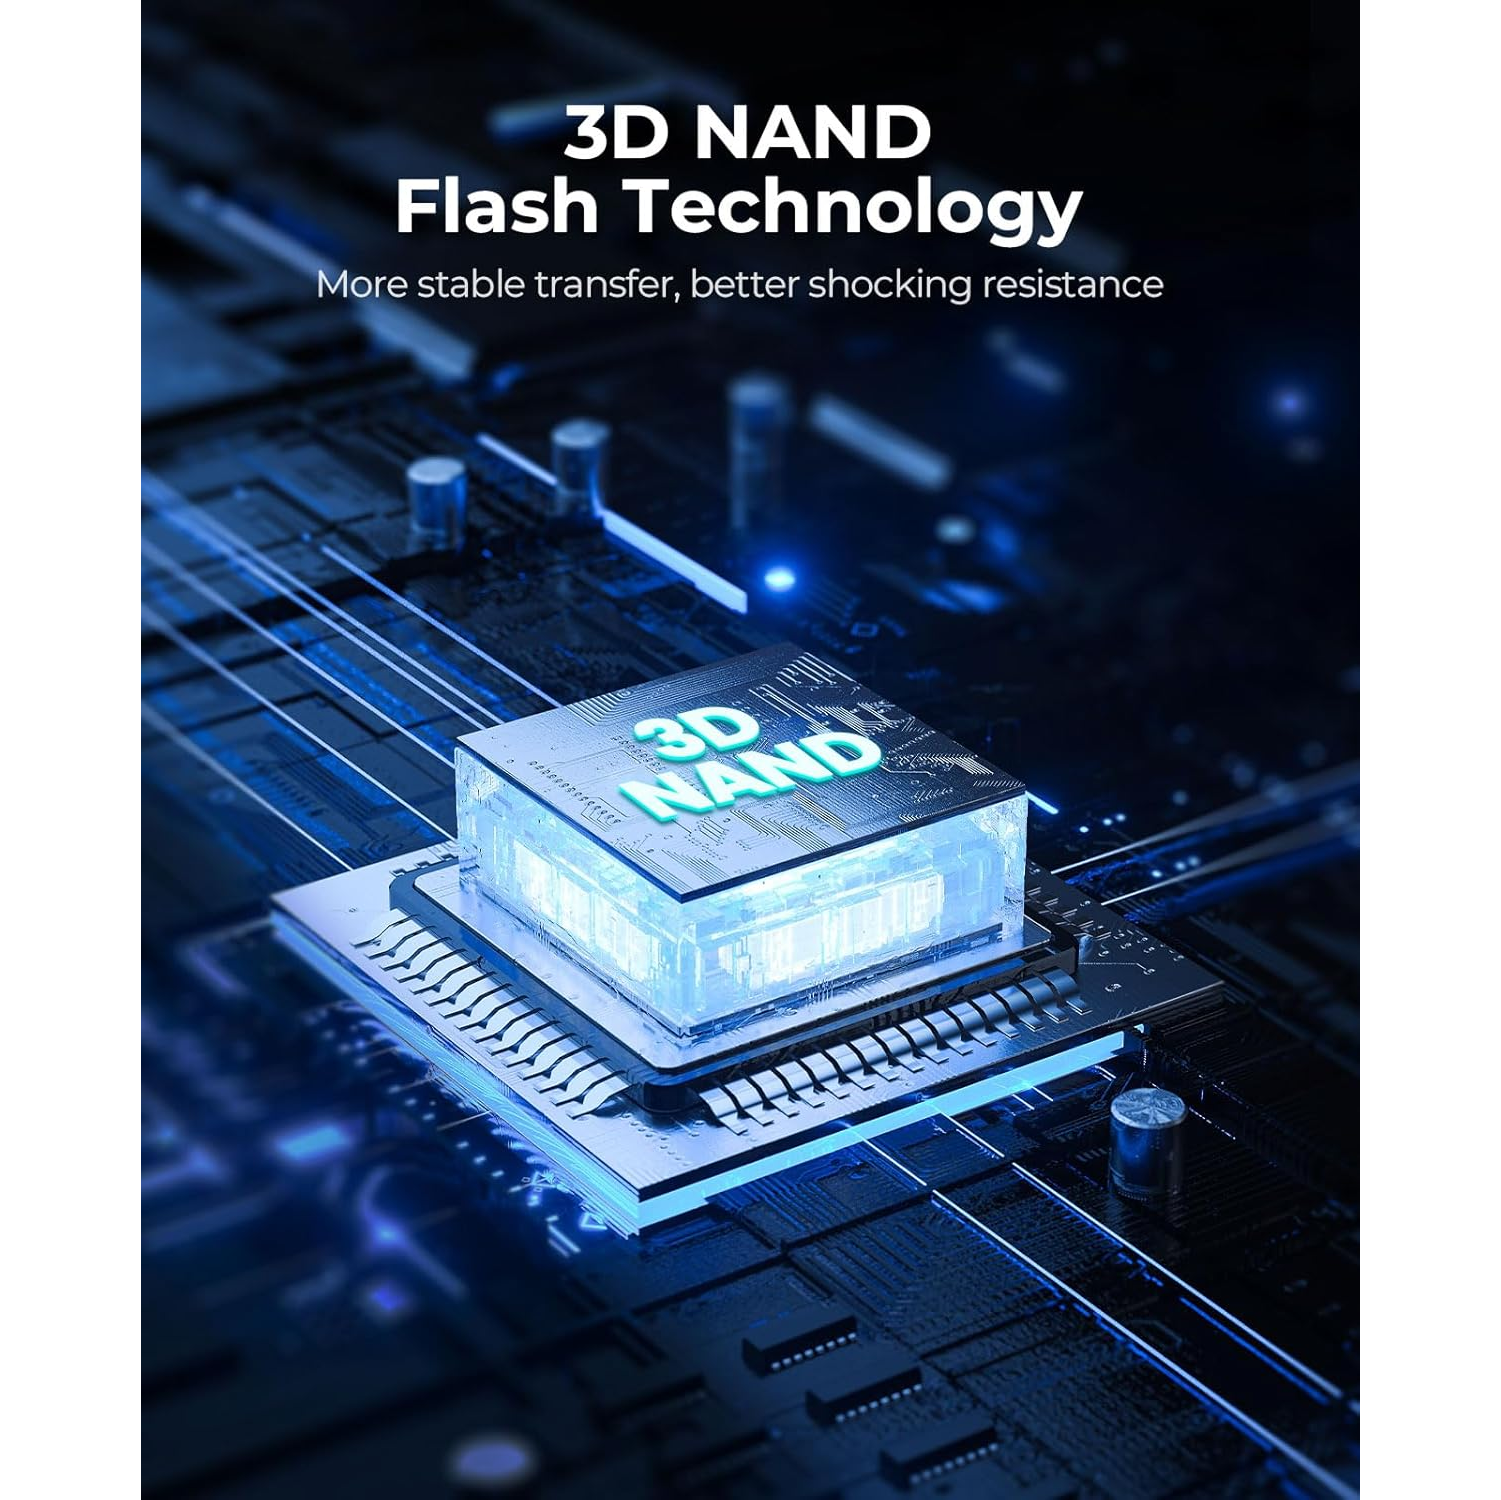 3D NAND
Flash Technology
More stable transfer, better shocking resistance
3D
NAND